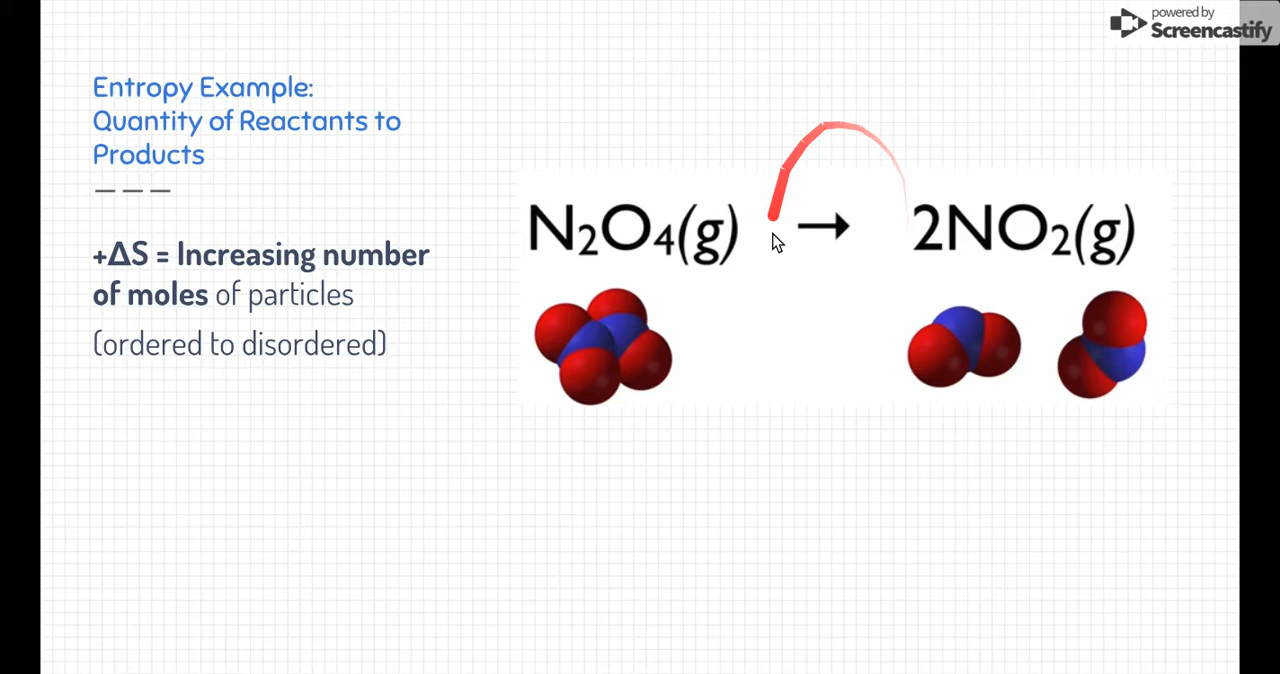 powered by
Screencastify
Entropy Example:
Quantity of Reactants to
Products
+ΔS = Increasing number
of moles of particles
(ordered to disordered)
N₂O₄(g) → 2NO₂(g)